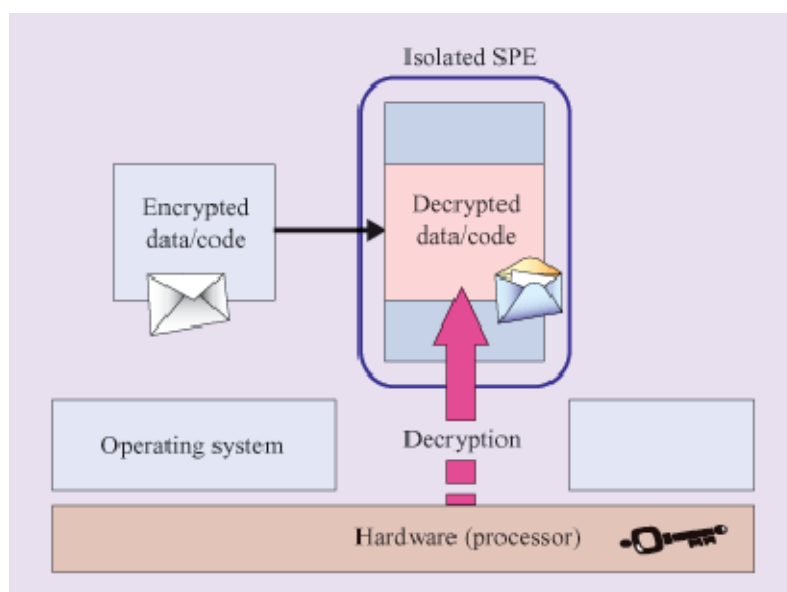 Isolated SPE
Encrypted
data/code
Decrypted
data/code
Operating system
Decryption
Hardware (processor)